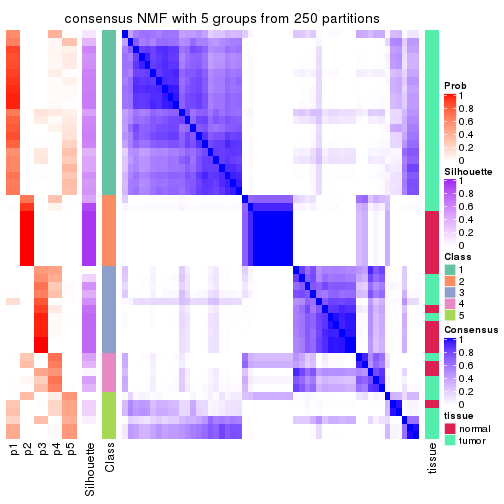 consensus NMF with 5 groups from 250 partitions
Prob
1
0.8
0.6
0.4
0.2
0
Silhouette
1
0.8
0.6
0.4
0.2
0
Class
1
2
3
4
5
Consensus
1
0.8
0.6
0.4
0.2
0
tissue
normal
tumor
p1
p2
p3
p4
p5
Silhouette
Class
tissue